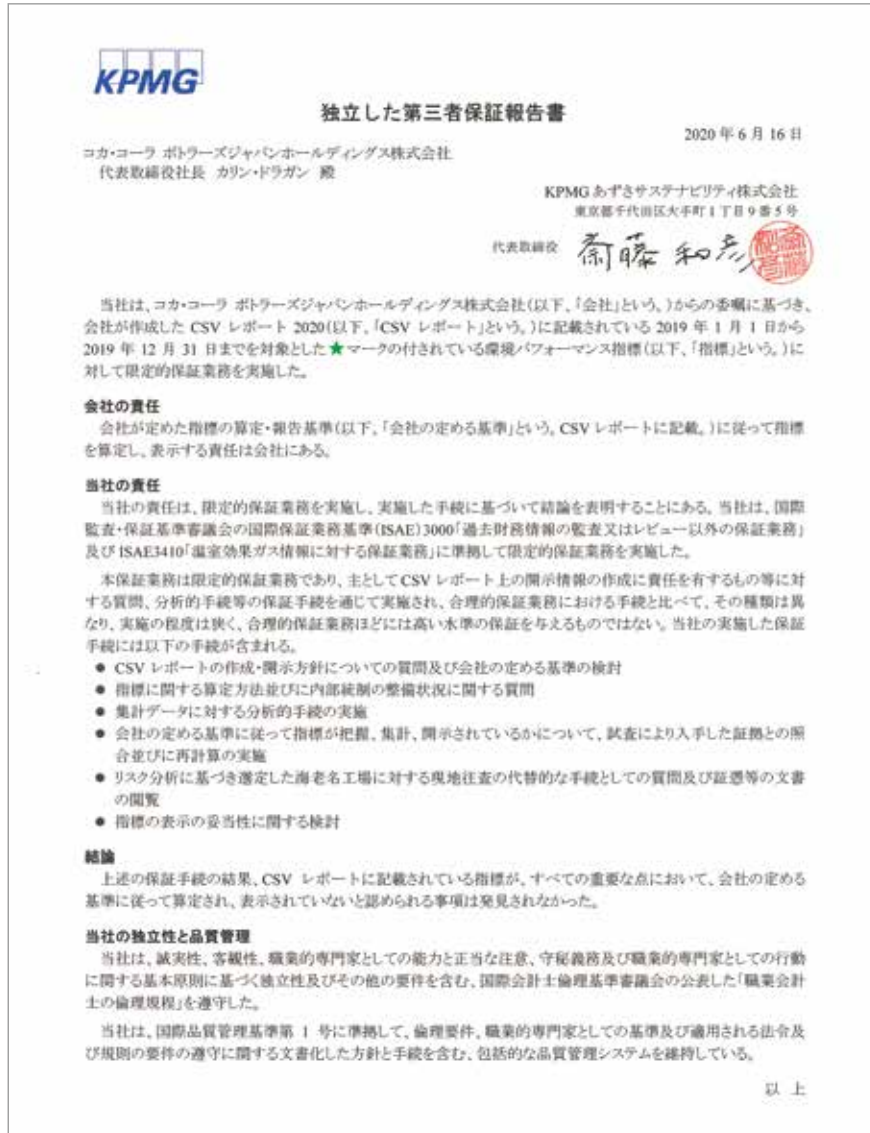 KPMG
独立した第三者保証報告書
2020 年 6 月 16 日
コカ・コーラ ボトラーズジャパンホールディングス株式会社
代表取締役社長 カリン・ドラガン 殿
KPMG あずさサステナビリティ株式会社
東京都千代田区大手町 1 丁目 9 番 5 号
代表取締役 斎藤 和彦
当社は、コカ・コーラ ボトラーズジャパンホールディングス株式会社（以下、「会社」という。）からの委嘱に基づき、
会社が作成した CSV レポート 2020（以下、「CSV レポート」という。）に記載されている 2019 年 1 月 1 日から
2019 年 12 月 31 日までを対象とした★マークの付されている環境パフォーマンス指標（以下、「指標」という。）に
対して限定的保証業務を実施した。
会社の責任
会社が定めた指標の算定・報告基準（以下、「会社の定める基準」という。CSV レポートに記載。）に従って指標
を算定し、表示する責任は会社にある。
当社の責任
当社の責任は、限定的保証業務を実施し、実施した手続に基づいて結論を表明することにある。当社は、国際
監査・保証基準審議会の国際保証業務基準（ISAE）3000「過去財務情報の監査又はレビュー以外の保証業務」
及び ISAE3410「温室効果ガス情報に対する保証業務」に準拠して限定的保証業務を実施した。
本保証業務は限定的保証業務であり、主として CSV レポート上の開示情報の作成に責任を有するもの等に対
する質問、分析的手続等の保証手続を通じて実施され、合理的保証業務における手続と比べて、その種類は異
なり、実施の程度は狭く、合理的保証業務ほどには高い水準の保証を与えるものではない。当社の実施した保証
手続には以下の手続が含まれる。
● CSV レポートの作成・開示方針についての質問及び会社の定める基準の検討
● 指標に関する算定方法並びに内部統制の整備状況に関する質問
● 集計データに対する分析的手続の実施
● 会社の定める基準に従って指標が把握、集計、開示されているかについて、試査により入手した証拠との照
合並びに再計算の実施
● リスク分析に基づき選定した海老名工場に対する現地往査の代替的な手続としての質問及び証憑等の文書
の閲覧
● 指標の表示の妥当性に関する検討
結論
上述の保証手続の結果、CSV レポートに記載されている指標が、すべての重要な点において、会社の定める
基準に従って算定され、表示されていないと認められる事項は発見されなかった。
当社の独立性と品質管理
当社は、誠実性、客観性、職業的専門家としての能力と正当な注意、守秘義務及び職業的専門家としての行動
に関する基本原則に基づく独立性及びその他の要件を含む、国際会計士倫理基準審議会の公表した「職業会計
士の倫理規程」を遵守した。
当社は、国際品質管理基準第 1 号に準拠して、倫理要件、職業的専門家としての基準及び適用される法令及
び規則の要件の遵守に関する文書化した方針と手続を含む、包括的な品質管理システムを維持している。
以 上